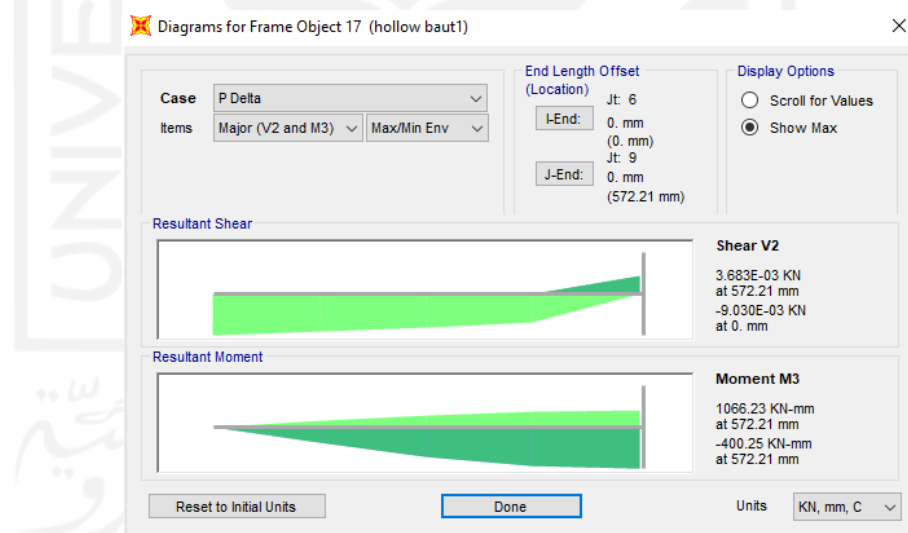 Diagrams for Frame Object 17 (hollow baut1)
Case
P Delta
Items
Major (V2 and M3)
Max/Min Env
End Length Offset
(Location)
I-End:
Jt: 6
0. mm
(0. mm)
J-End:
Jt: 9
0. mm
(572.21 mm)
Display Options
Scroll for Values
Show Max
Resultant Shear
Shear V2
3.683E-03 KN
at 572.21 mm
-9.030E-03 KN
at 0. mm
Resultant Moment
Moment M3
1066.23 KN-mm
at 572.21 mm
-400.25 KN-mm
at 572.21 mm
Reset to Initial Units
Done
Units
KN, mm, C
UNIVE